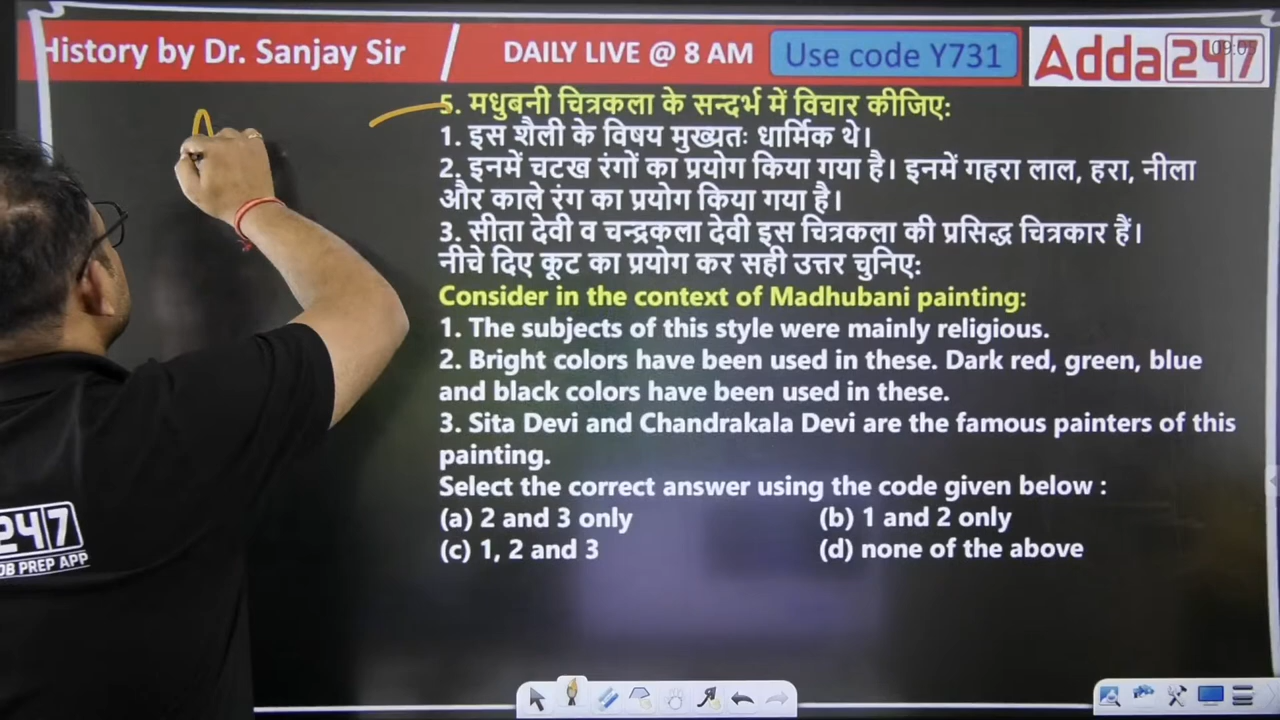 History by Dr. Sanjay Sir
DAILY LIVE @ 8 AM
Use code Y731
Adda247
09:05
5. मधुबनी चित्रकला के सन्दर्भ में विचार कीजिए:
1. इस शैली के विषय मुख्यतः धार्मिक थे।
2. इनमें चटख रंगों का प्रयोग किया गया है। इनमें गहरा लाल, हरा, नीला
और काले रंग का प्रयोग किया गया है।
3. सीता देवी व चन्द्रकला देवी इस चित्रकला की प्रसिद्ध चित्रकार हैं।
नीचे दिए कूट का प्रयोग कर सही उत्तर चुनिए:
Consider in the context of Madhubani painting:
1. The subjects of this style were mainly religious.
2. Bright colors have been used in these. Dark red, green, blue
and black colors have been used in these.
3. Sita Devi and Chandrakala Devi are the famous painters of this
painting.
Select the correct answer using the code given below :
(a) 2 and 3 only (b) 1 and 2 only
(c) 1, 2 and 3 (d) none of the above
247
PREP APP